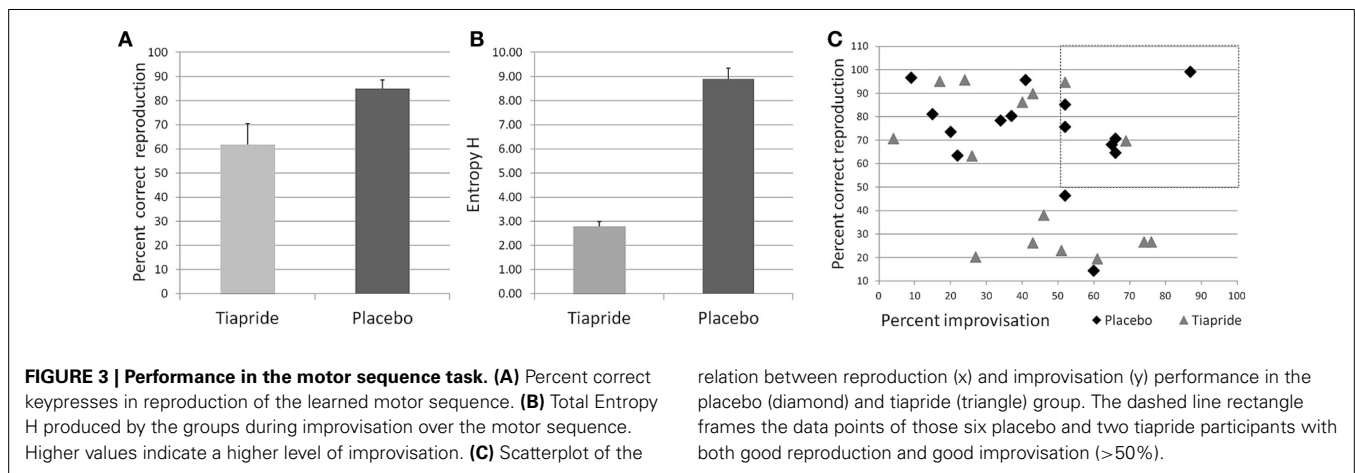 A
Percent correct reproduction
100
90
80
70
60
50
40
30
20
10
0
Tiapride
Placebo
B
Entropy H
10.00
9.00
8.00
7.00
6.00
5.00
4.00
3.00
2.00
1.00
0.00
Tiapride
Placebo
C
Percent correct reproduction
110
100
90
80
70
60
50
40
30
20
10
0 10 20 30 40 50 60 70 80 90 100
Percent improvisation
Placebo
Tiapride
FIGURE 3 | Performance in the motor sequence task. (A) Percent correct
keypresses in reproduction of the learned motor sequence. (B) Total Entropy
H produced by the groups during improvisation over the motor sequence.
Higher values indicate a higher level of improvisation. (C) Scatterplot of the
relation between reproduction (x) and improvisation (y) performance in the
placebo (diamond) and tiapride (triangle) group. The dashed line rectangle
frames the data points of those six placebo and two tiapride participants with
both good reproduction and good improvisation (>50%).